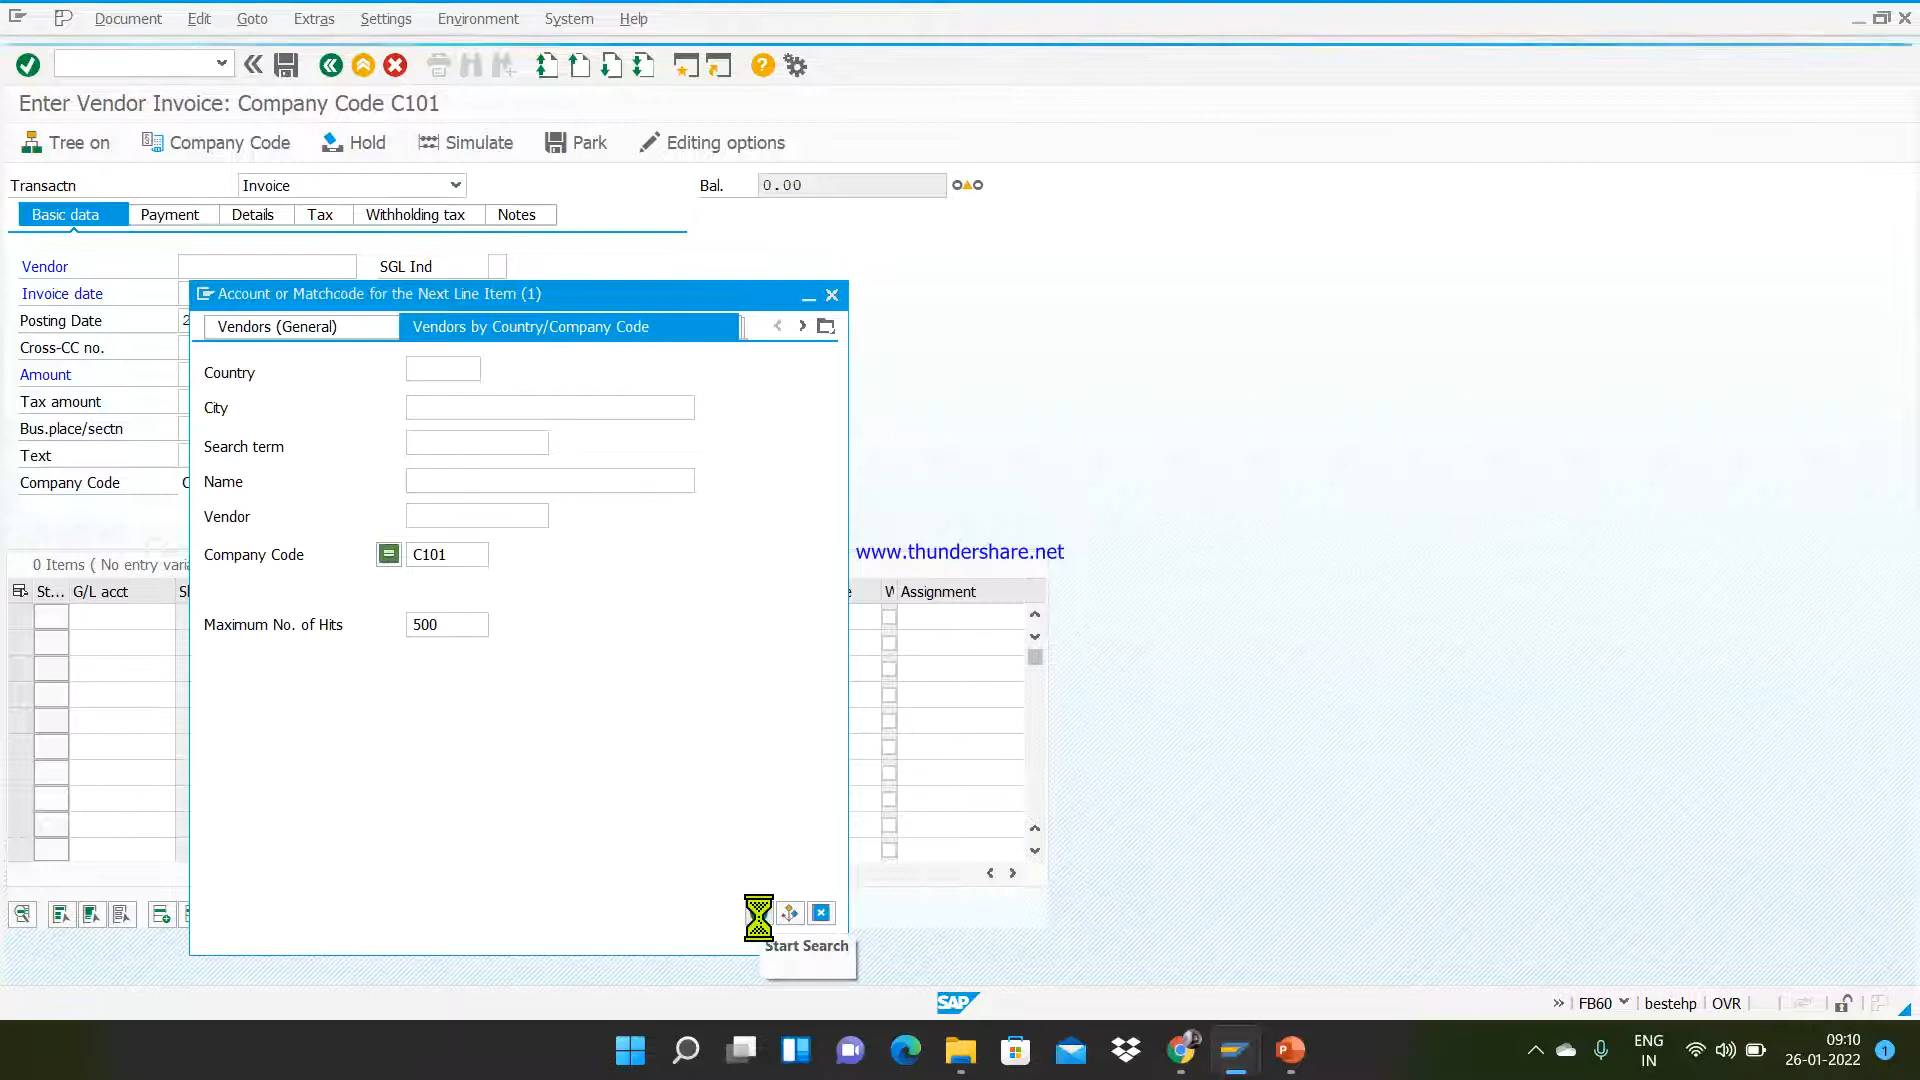 Document Edit Goto Extras Settings Environment System Help
Enter Vendor Invoice: Company Code C101
Tree on Company Code Hold Simulate Park Editing options
Transactn Invoice Bal. 0.00
Basic data Payment Details Tax Withholding tax Notes
Vendor SGL Ind
Invoice date
Posting Date 2
Cross-CC no.
Amount
Tax amount
Bus.place/sectn
Text
Company Code
Account or Matchcode for the Next Line Item (1)
Vendors (General) Vendors by Country/Company Code
Country
City
Search term
Name
Vendor
Company Code C101
Maximum No. of Hits 500
Start Search
www.thundershare.net
0 Items ( No entry varia
St... G/L acct W Assignment
SAP
FB60 bestehp OVR
ENG
IN
09:10
26-01-2022
1